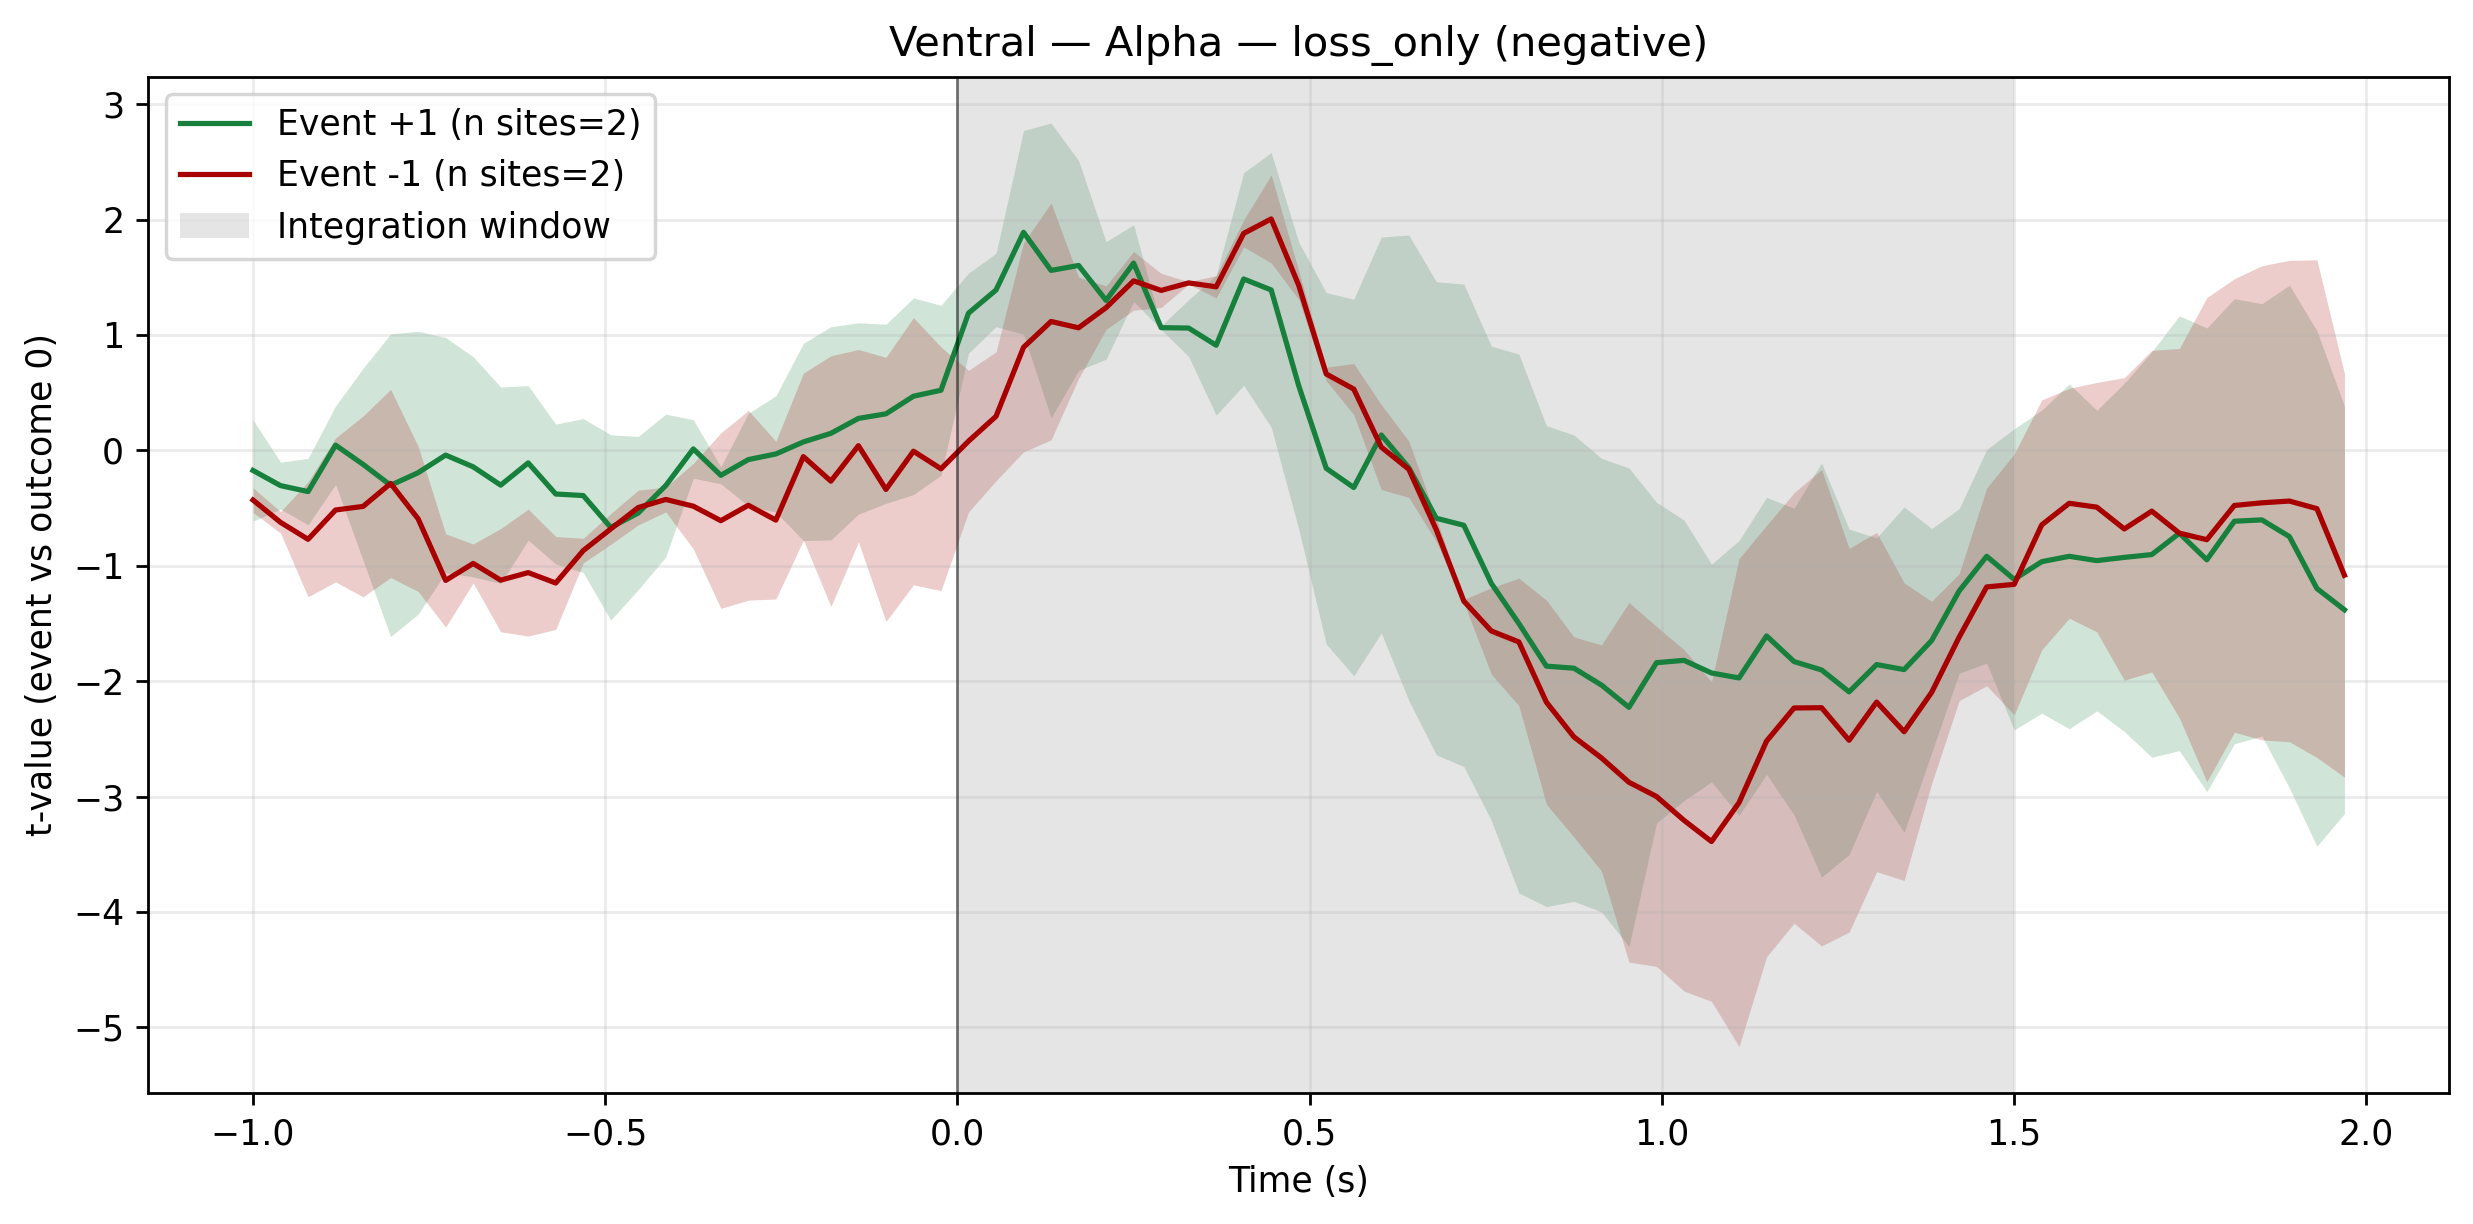 Ventral — Alpha — loss_only (negative)
Event +1 (n sites=2)
Event -1 (n sites=2)
Integration window
t-value (event vs outcome 0)
3
2
1
0
−1
−2
−3
−4
−5
−1.0 −0.5 0.0 0.5 1.0 1.5 2.0
Time (s)